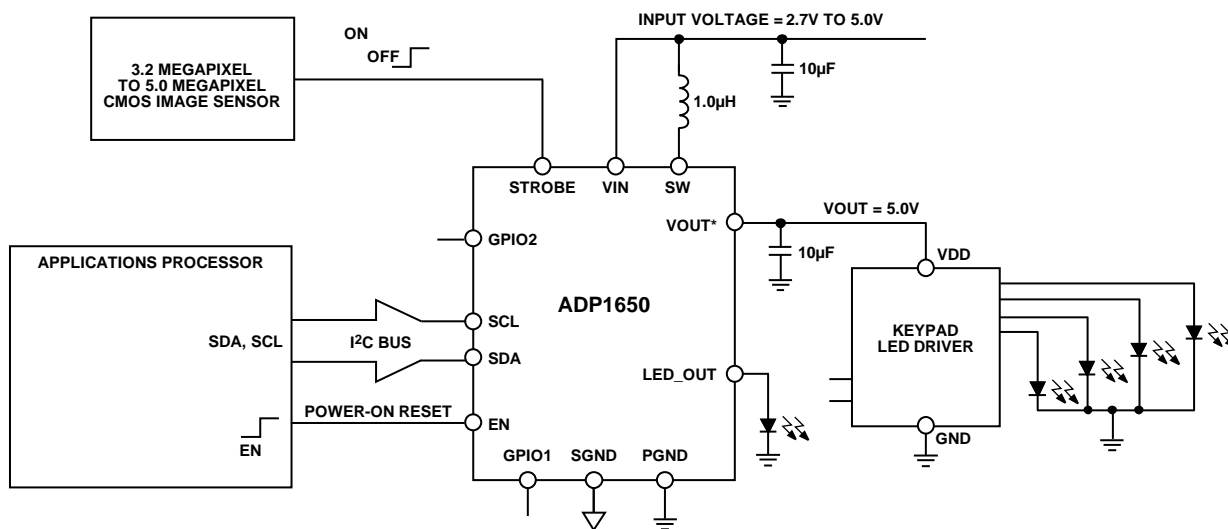 INPUT VOLTAGE = 2.7V TO 5.0V
ON
OFF
3.2 MEGAPIXEL
TO 5.0 MEGAPIXEL
CMOS IMAGE SENSOR
10µF
1.0µH
STROBE
VIN
SW
VOUT*
VOUT = 5.0V
GPIO2
10µF
VDD
APPLICATIONS PROCESSOR
ADP1650
SCL
SDA, SCL
I²C BUS
SDA
KEYPAD
LED DRIVER
LED_OUT
POWER-ON RESET
EN
EN
GND
GPIO1
SGND
PGND